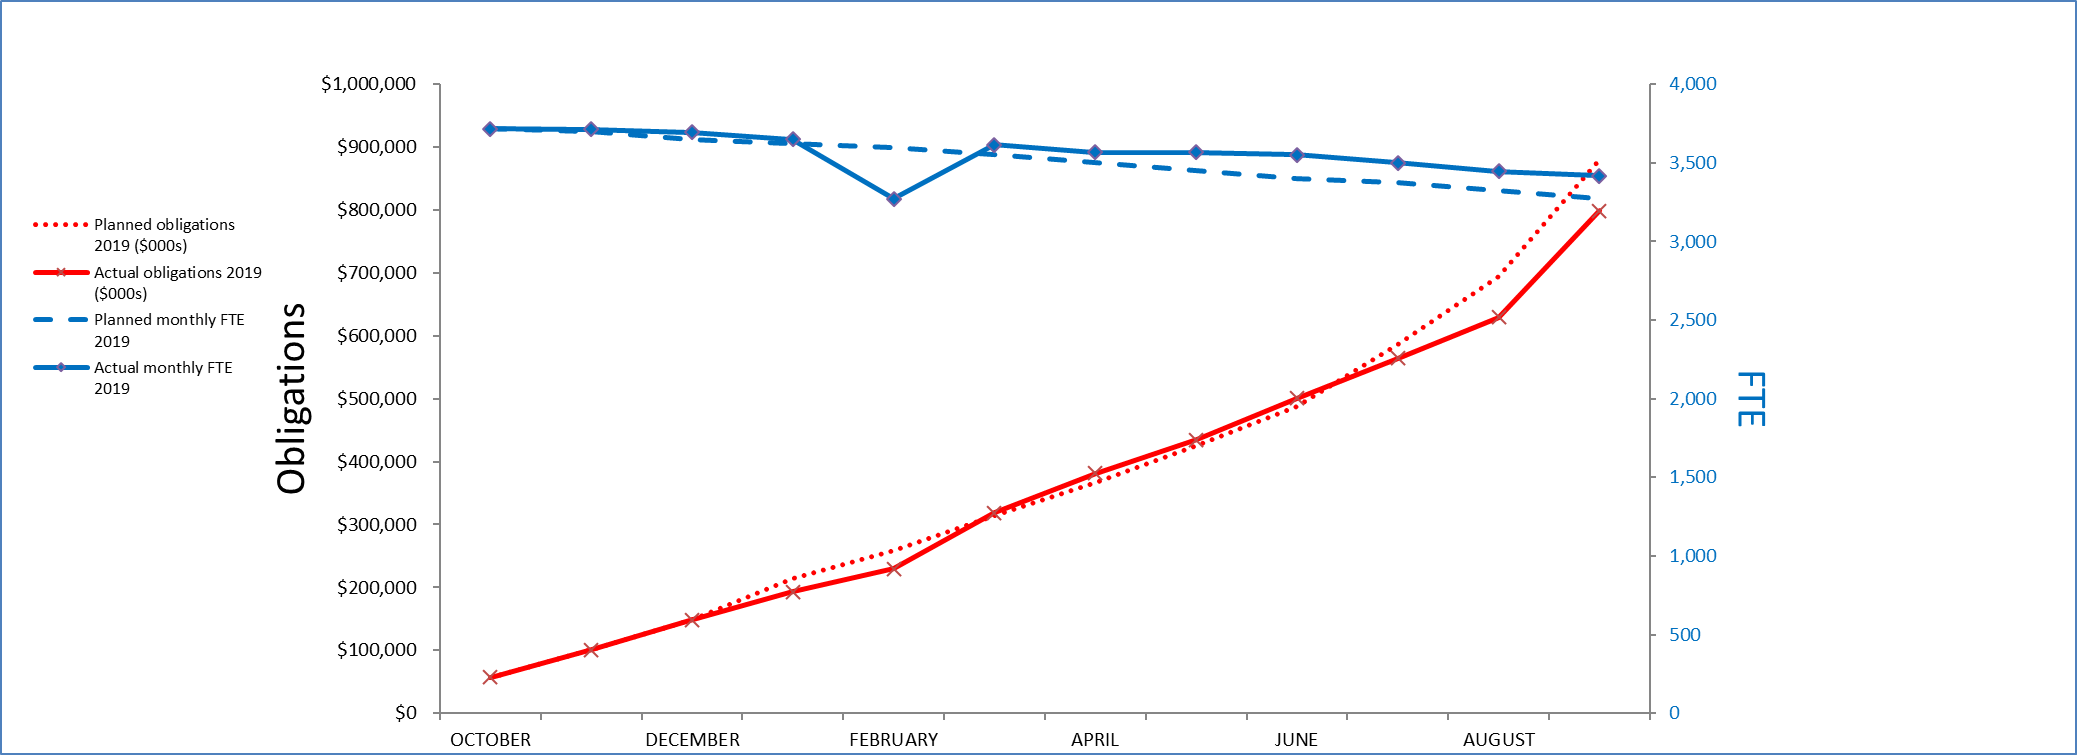 Planned obligations
2019 ($000s)
Actual obligations 2019
($000s)
Planned monthly FTE
2019
Actual monthly FTE
2019
Obligations
$1,000,000
$900,000
$800,000
$700,000
$600,000
$500,000
$400,000
$300,000
$200,000
$100,000
$0
4,000
3,500
3,000
2,500
2,000
1,500
1,000
500
0
FTE
OCTOBER DECEMBER FEBRUARY APRIL JUNE AUGUST